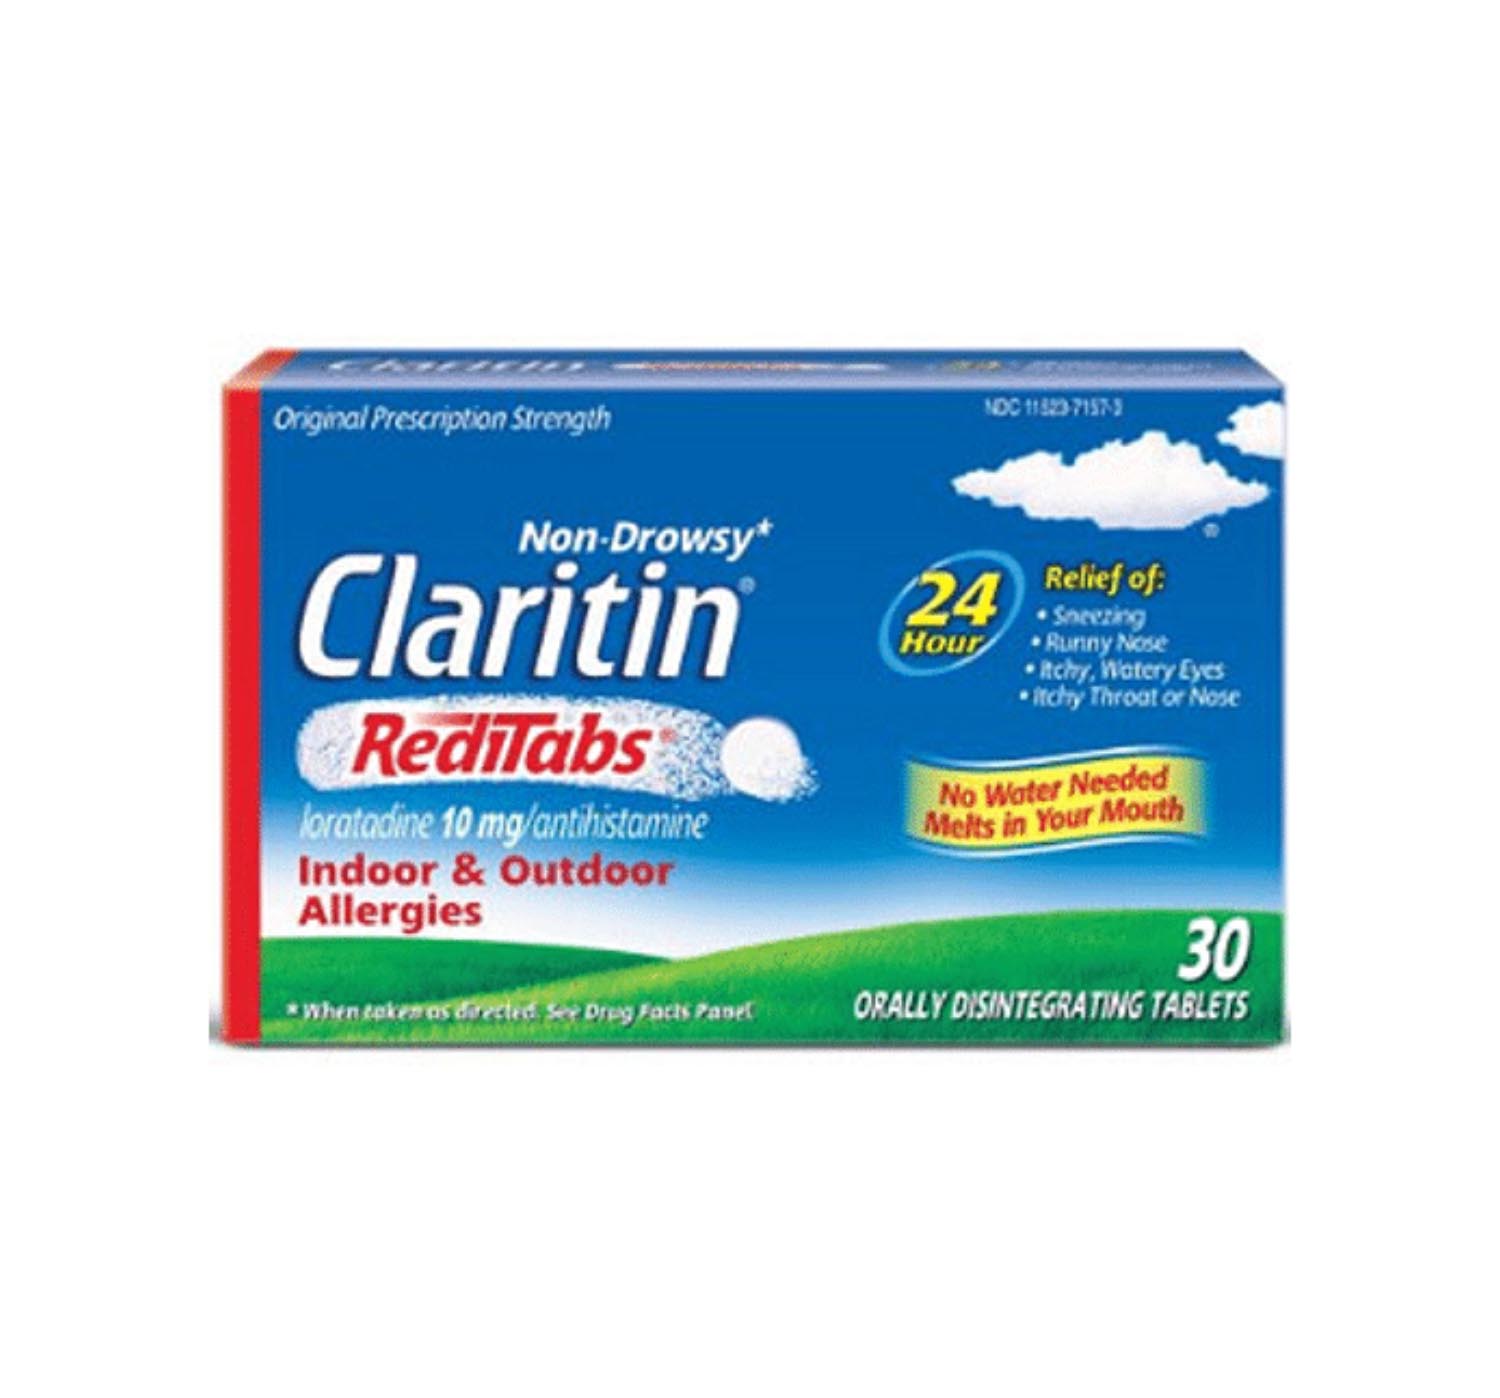 Claritin
Original Prescription Strength
NDC 11523-7157-3
Non-Drowsy*
Claritin®
RediTabs®
loratadine 10 mg/antihistamine
Indoor & Outdoor
Allergies
24
Hour
Relief of:
• Sneezing
• Runny Nose
• Itchy, Watery Eyes
• Itchy Throat or Nose
No Water Needed
Melts in Your Mouth
30
ORALLY DISINTEGRATING TABLETS
* When taken as directed. See Drug Facts Panel.